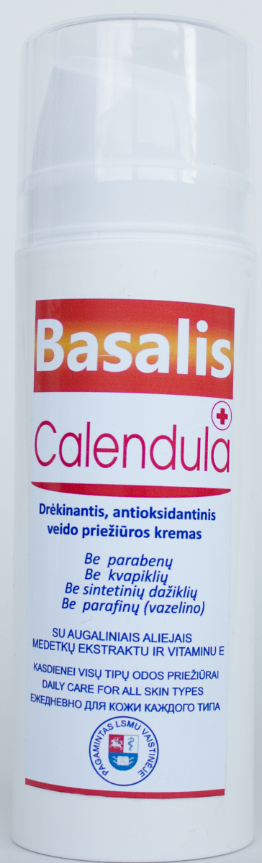 Basalis
Calendula
Drėkinantis, antioksidantinis
veido priežiūros kremas
Be parabenų
Be kvapiklių
Be sintetinių dažiklių
Be parafinų (vazelino)
SU AUGALINIAIS ALIEJAIS
MEDETKŲ EKSTRAKTU IR VITAMINU E
KASDIENEI VISŲ TIPŲ ODOS PRIEŽIŪRAI
DAILY CARE FOR ALL SKIN TYPES
ЕЖЕДНЕВНО ДЛЯ КОЖИ КАЖДОГО ТИПА
PAGAMINTAS LSMU VAISTINĖJE